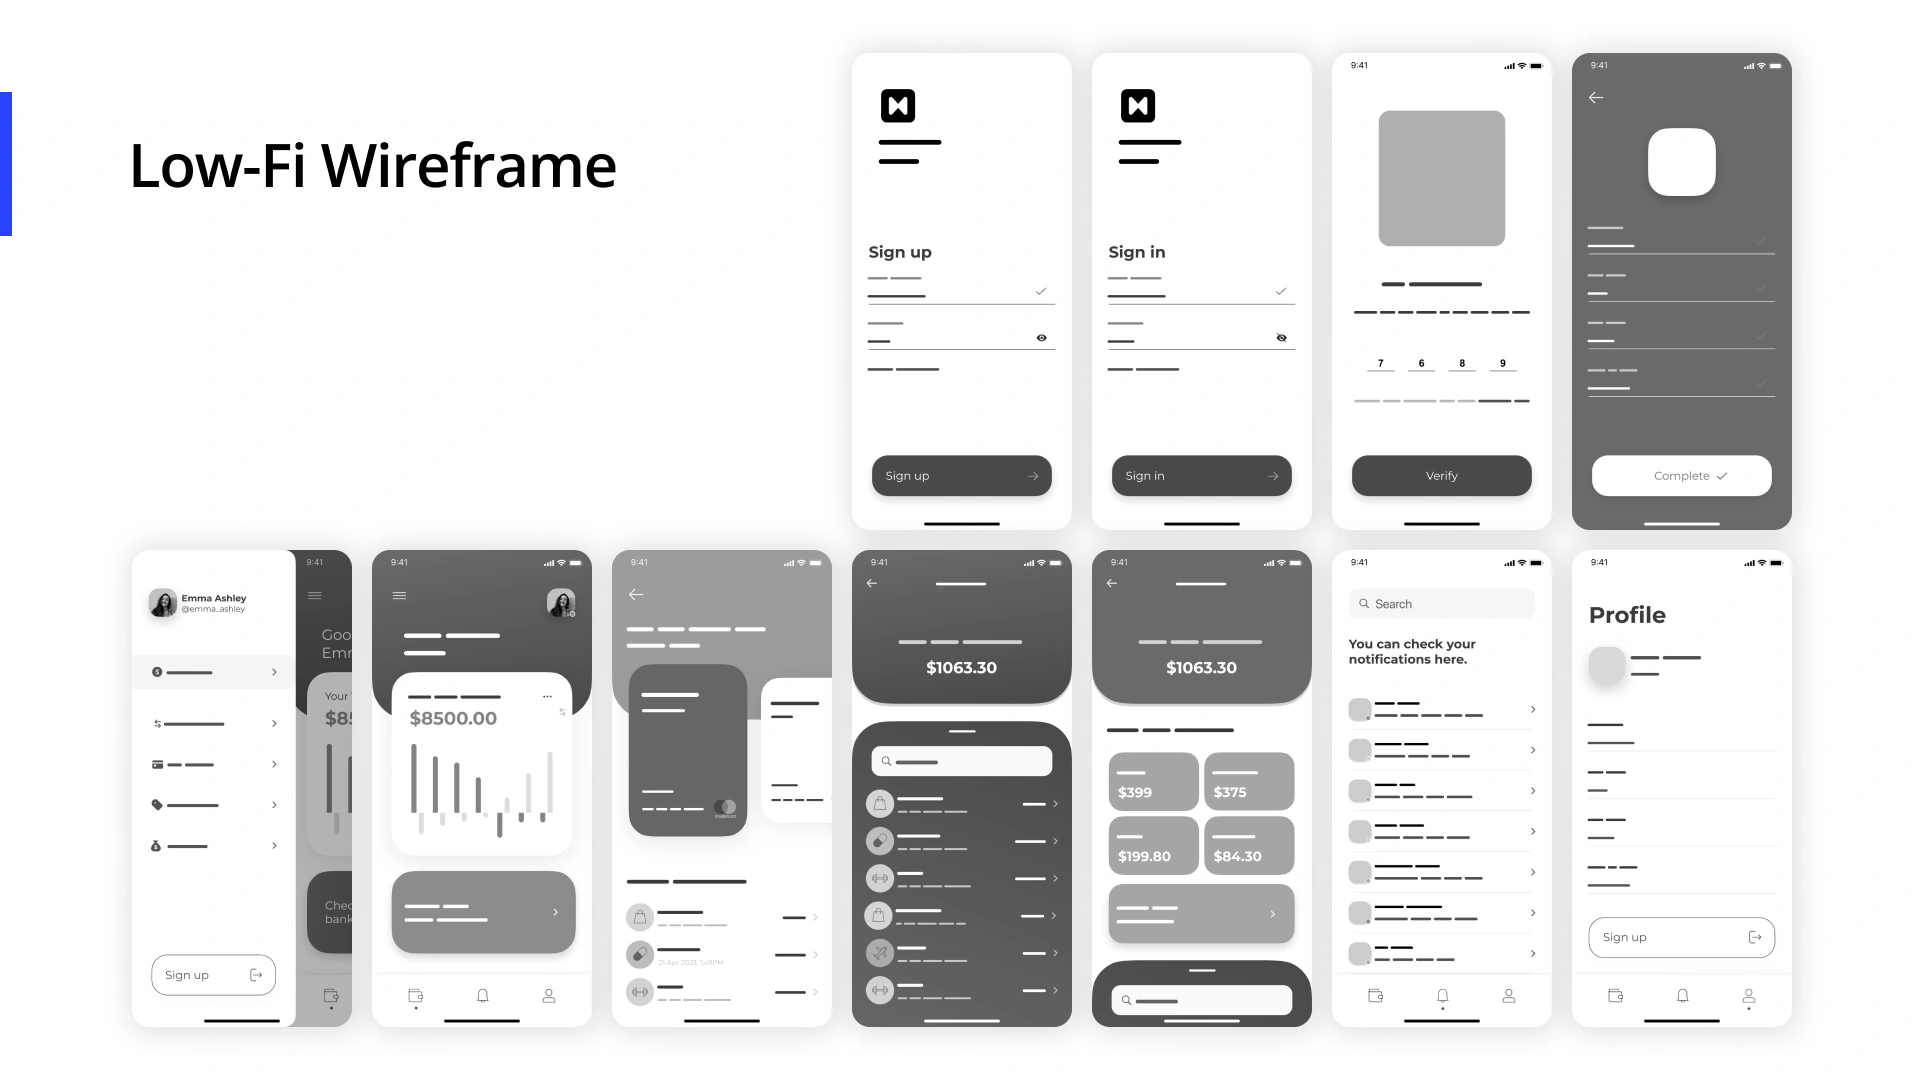 Low-Fi Wireframe
Sign up
Sign up
Sign in
Sign in
9:41
7 6 8 9
Verify
9:41
Complete
Emma Ashley
@emma_ashley
Sign up
9:41
Goo
Emm
Your
$85
Chec
bank
9:41
$8500.00
9:41
mastercard
21 Apr 2023, 1:49PM
9:41
$1063.30
9:41
$1063.30
$399
$375
$199.80
$84.30
9:41
Search
You can check your
notifications here.
9:41
Profile
Sign up